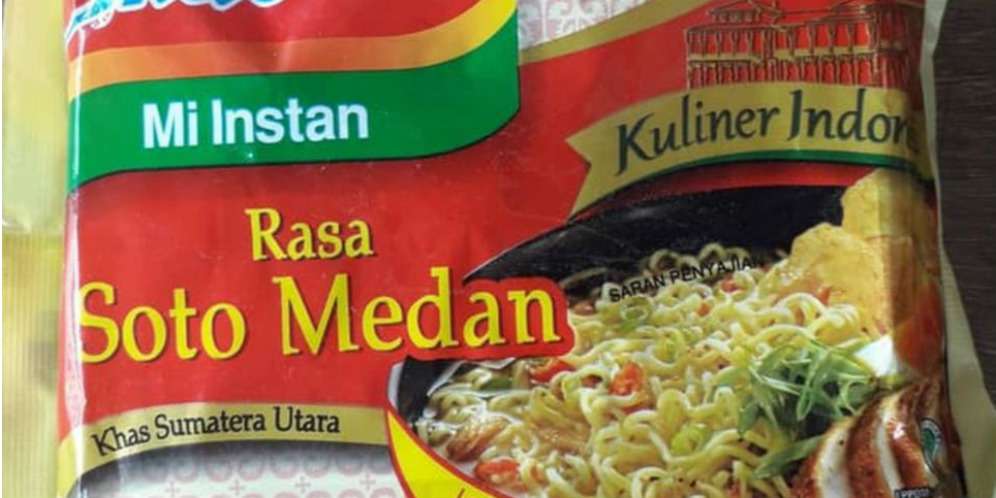 Mi Instan
Kuliner Indon
Rasa
Soto Medan
SARAN PENYAJIAN
Khas Sumatera Utara